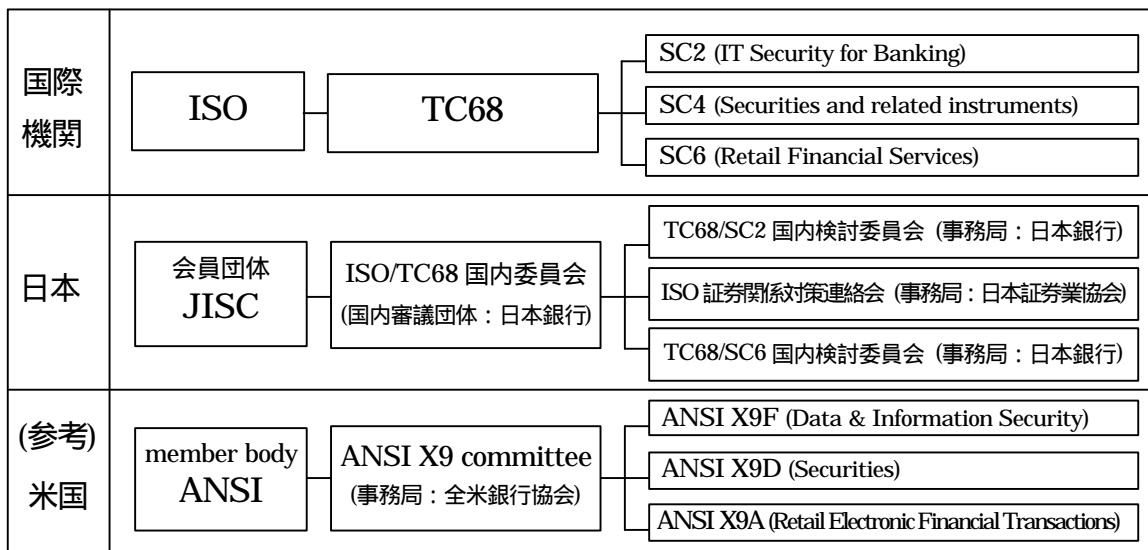 国際
機関
ISO
TC68
SC2 (IT Security for Banking)
SC4 (Securities and related instruments)
SC6 (Retail Financial Services)
日本
会員団体
JISC
ISO/TC68 国内委員会
(国内審議団体：日本銀行)
TC68/SC2 国内検討委員会 (事務局：日本銀行)
ISO 証券関係対策連絡会 (事務局：日本証券業協会)
TC68/SC6 国内検討委員会 (事務局：日本銀行)
(参考)
米国
member body
ANSI
ANSI X9 committee
(事務局：全米銀行協会)
ANSI X9F (Data & Information Security)
ANSI X9D (Securities)
ANSI X9A (Retail Electronic Financial Transactions)